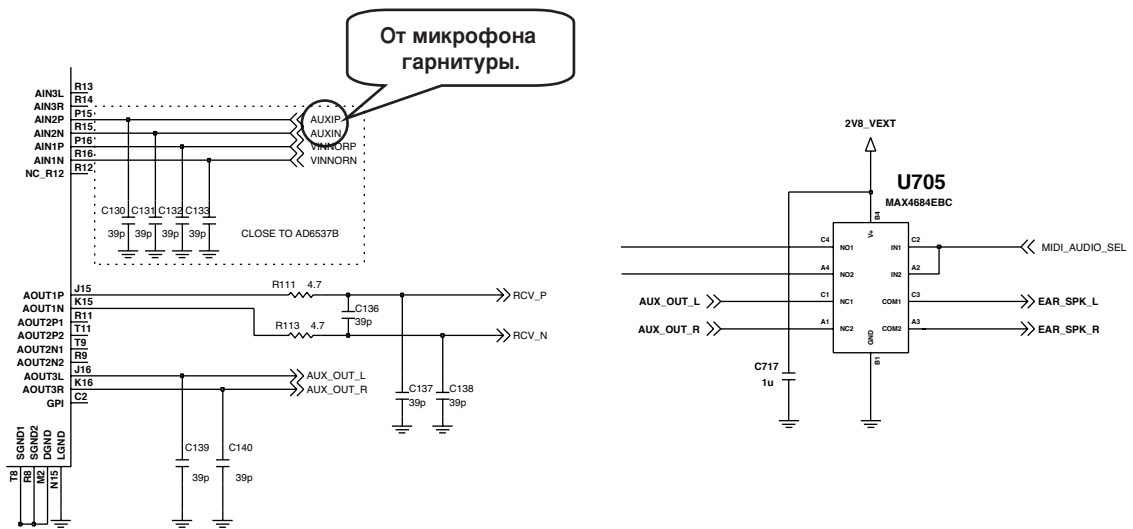 От микрофона
гарнитуры.
AIN3L R13
AIN3R R14
AIN2P P15 AUXIP
AIN2N R15 AUXIN
AIN1P P16 VINNORP
AIN1N R16 VINNORN
NC_R12 R12
C130 C131 C132 C133
39p 39p 39p 39p
CLOSE TO AD6537B
AOUT1P J15 R111 4.7 RCV_P
AOUT1N K15
C136
39p
AOUT2P1 R11
AOUT2P2 T11 R113 4.7 RCV_N
AOUT2N1 T9
AOUT2N2 R9
AOUT3L J16 AUX_OUT_L
AOUT3R K16 AUX_OUT_R
GPI C2
C137 C138
39p 39p
SGND1 SGND2 DGND LGND
T8 R8 M2 N15
C139 C140
39p 39p
2V8_VEXT
U705
MAX4684EBC
B4
V+
C4 NO1 IN1 C2 MIDI_AUDIO_SEL
A4 NO2 IN2 A2
AUX_OUT_L C1 NC1 COM1 C3 EAR_SPK_L
AUX_OUT_R A1 NC2 COM2 A3 EAR_SPK_R
GND
B1
C717
1u